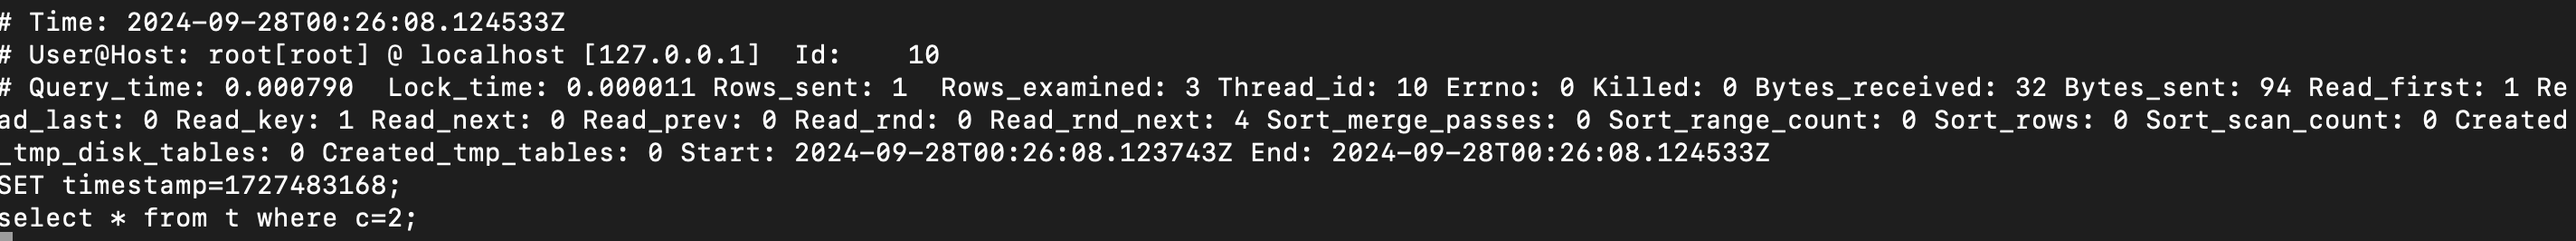 # Time: 2024-09-28T00:26:08.124533Z
# User@Host: root[root] @ localhost [127.0.0.1]  Id:    10
# Query_time: 0.000790  Lock_time: 0.000011 Rows_sent: 1  Rows_examined: 3 Thread_id: 10 Errno: 0 Killed: 0 Bytes_received: 32 Bytes_sent: 94 Read_first: 1 Re
ad_last: 0 Read_key: 1 Read_next: 0 Read_prev: 0 Read_rnd: 0 Read_rnd_next: 4 Sort_merge_passes: 0 Sort_range_count: 0 Sort_rows: 0 Sort_scan_count: 0 Created
_tmp_disk_tables: 0 Created_tmp_tables: 0 Start: 2024-09-28T00:26:08.123743Z End: 2024-09-28T00:26:08.124533Z
SET timestamp=1727483168;
select * from t where c=2;